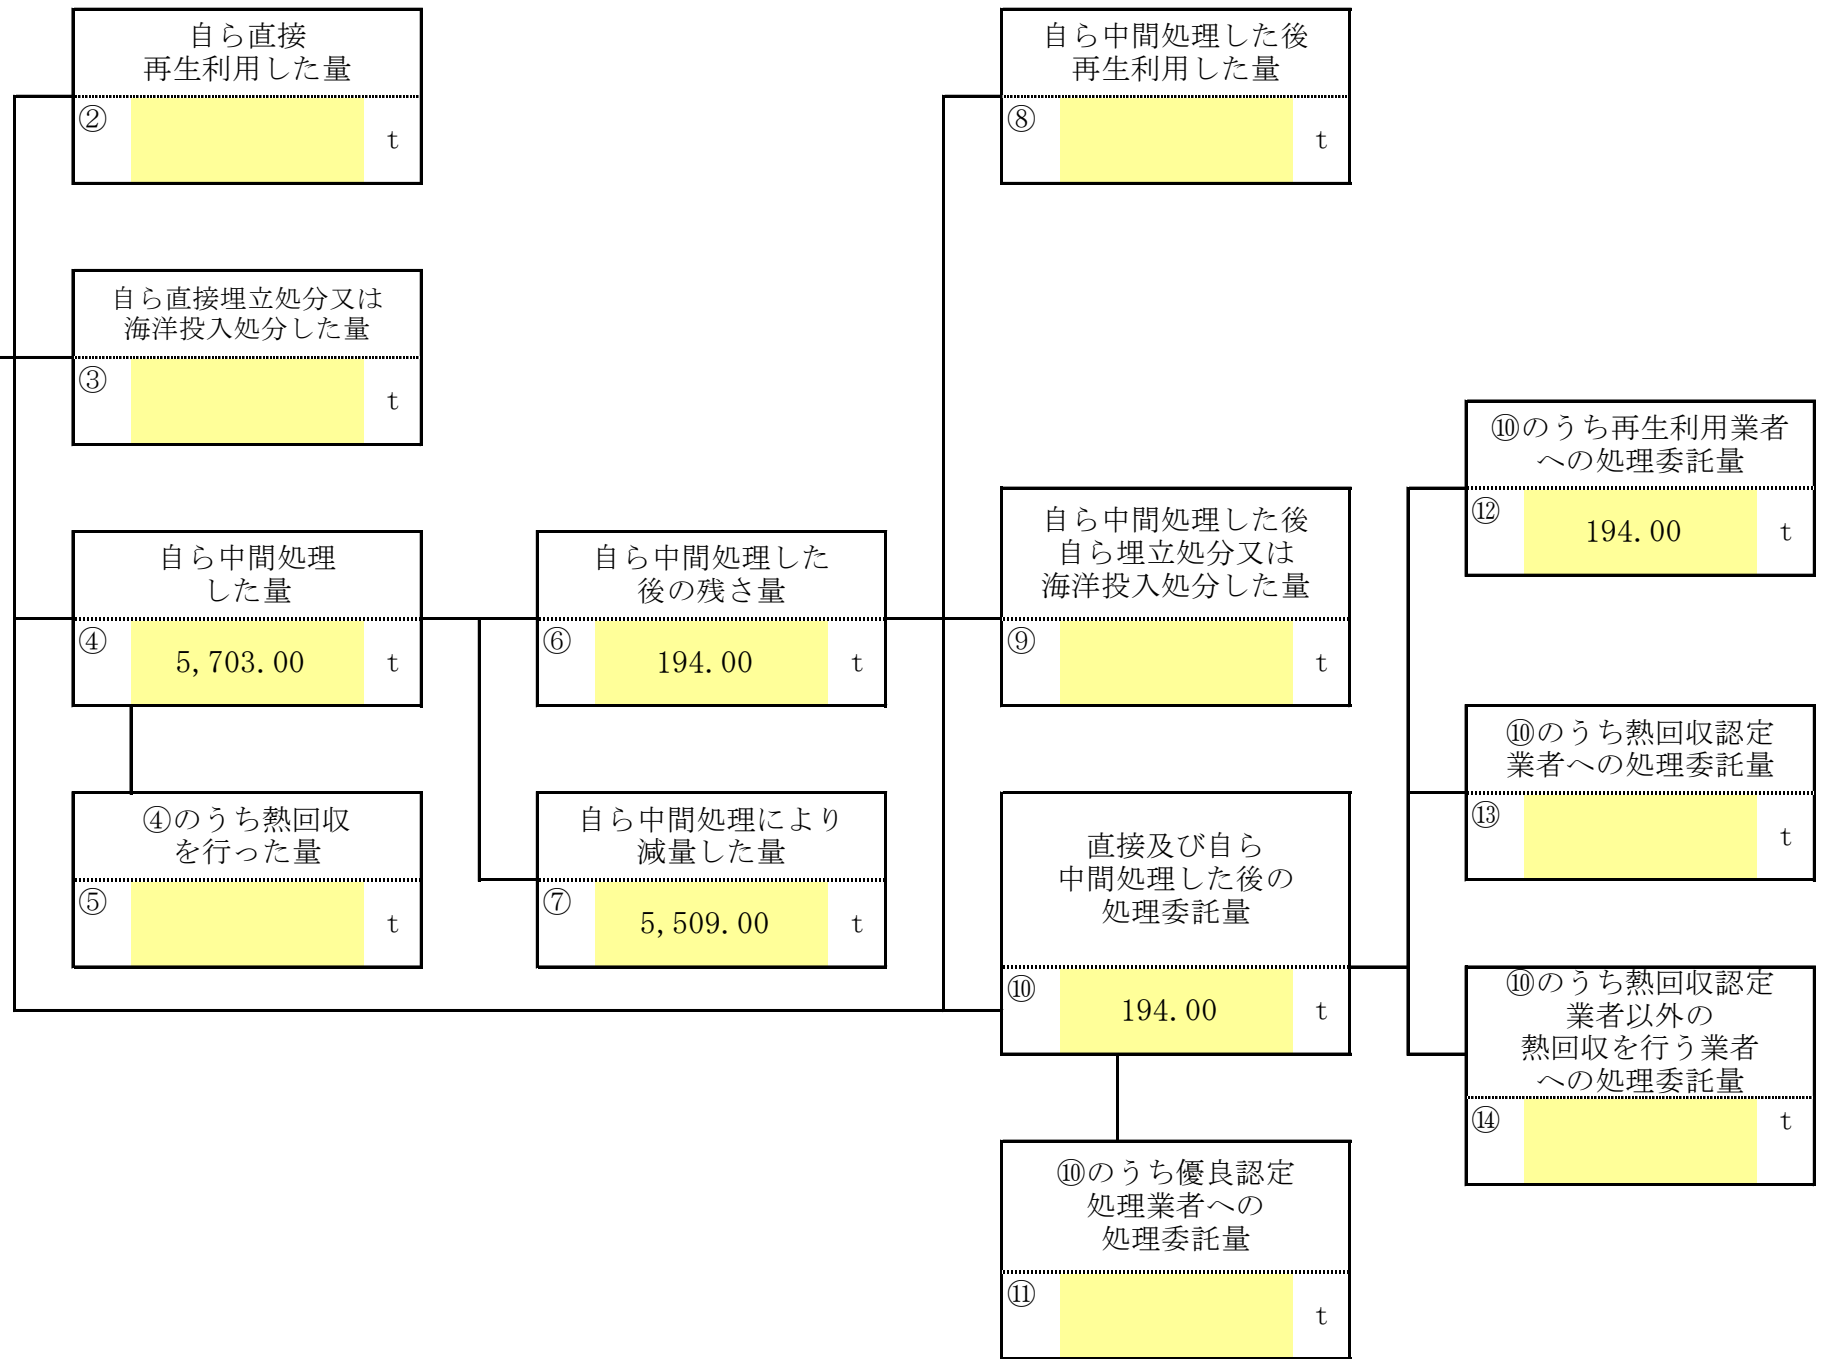 自ら直接
再生利用した量
②
t
自ら中間処理した後
再生利用した量
⑧
t
自ら直接埋立処分又は
海洋投入処分した量
③
t
自ら中間処理
した量
④
5,703.00
t
自ら中間処理した
後の残さ量
⑥
194.00
t
自ら中間処理した後
自ら埋立処分又は
海洋投入処分した量
⑨
t
⑩のうち再生利用業者
への処理委託量
⑫
194.00
t
④のうち熱回収
を行った量
⑤
t
自ら中間処理により
減量した量
⑦
5,509.00
t
直接及び自ら
中間処理した後の
処理委託量
⑩
194.00
t
⑩のうち熱回収認定
業者への処理委託量
⑬
t
⑩のうち熱回収認定
業者以外の
熱回収を行う業者
への処理委託量
⑭
t
⑩のうち優良認定
処理業者への
処理委託量
⑪
t